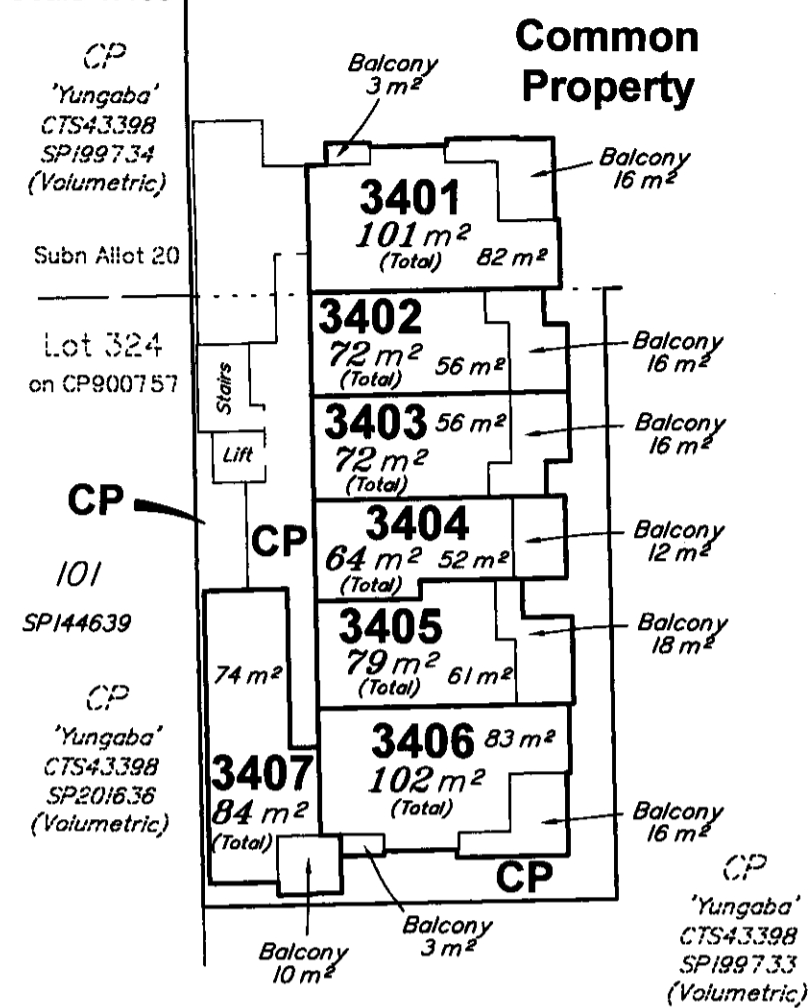 CP
'Yungaba'
CTS43398
SP199734
(Volumetric)
Subn Allot 20
Lot 324
on CP900757
CP
101
SP144639
CP
'Yungaba'
CTS43398
SP201636
(Volumetric)
Common
Property
Balcony
3 m²
Balcony
16 m²
3401
101 m²
(Total)
82 m²
3402
72 m²
(Total)
56 m²
Balcony
16 m²
Stairs
Lift
3403
56 m²
72 m²
(Total)
Balcony
16 m²
CP
3404
64 m²
52 m²
(Total)
Balcony
12 m²
3405
79 m²
(Total)
61 m²
Balcony
18 m²
74 m²
3406
83 m²
102 m²
(Total)
Balcony
16 m²
3407
84 m²
(Total)
CP
Balcony
10 m²
Balcony
3 m²
CP
'Yungaba'
CTS43398
SP199733
(Volumetric)